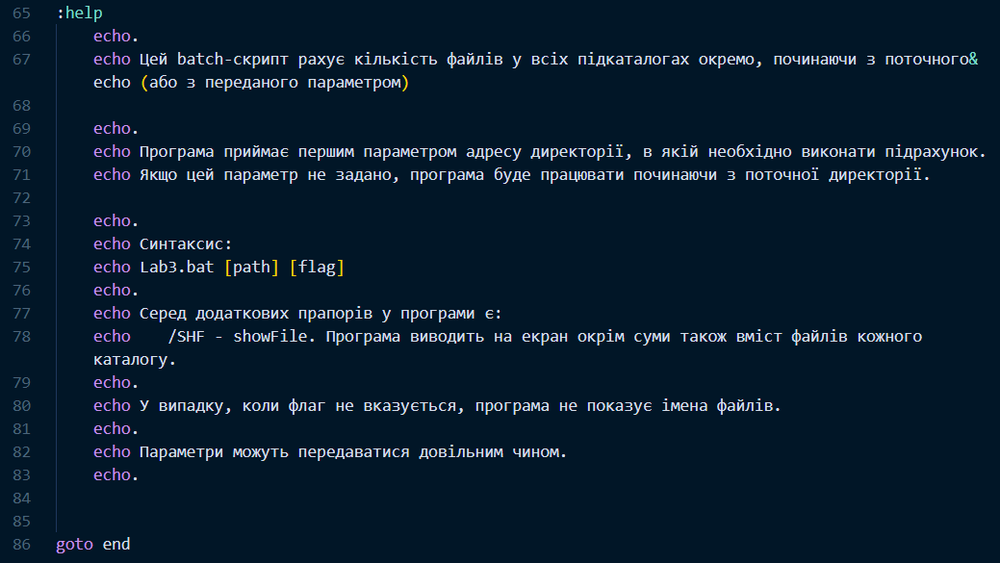 65 :help
66 echo.
67 echo Цей batch-скрипт рахує кількість файлів у всіх підкаталогах окремо, починаючи з поточного&
echo (або з переданого параметром)
68
69 echo.
70 echo Програма приймає першим параметром адресу директорії, в якій необхідно виконати підрахунок.
71 echo Якщо цей параметр не задано, програма буде працювати починаючи з поточної директорії.
72
73 echo.
74 echo Синтаксис:
75 echo Lab3.bat [path] [flag]
76 echo.
77 echo Серед додаткових прапорів у програми є:
78 echo    /SHF - showFile. Програма виводить на екран окрім суми також вміст файлів кожного
каталогу.
79 echo.
80 echo У випадку, коли флаг не вказується, програма не показує імена файлів.
81 echo.
82 echo Параметри можуть передаватися довільним чином.
83 echo.
84
85
86 goto end